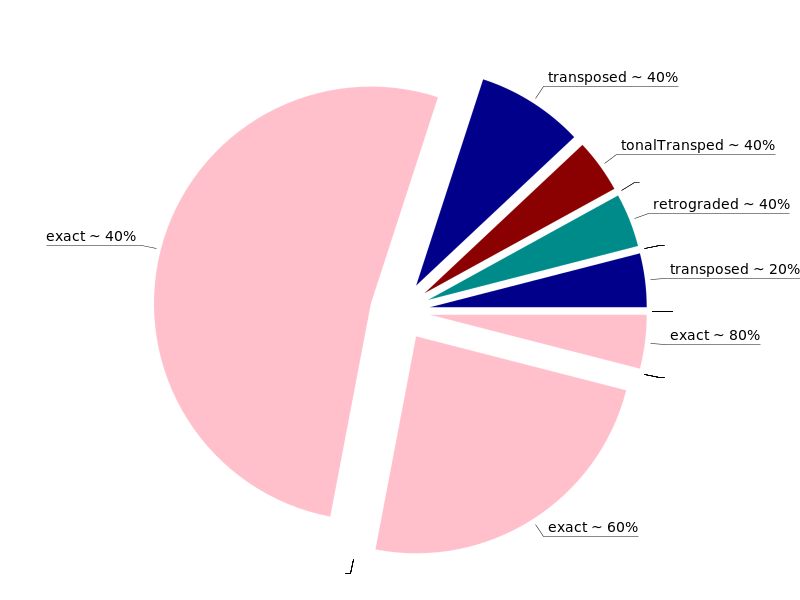 transposed ~ 40%
tonalTransped ~ 40%
retrograded ~ 40%
exact ~ 40%
transposed ~ 20%
exact ~ 80%
exact ~ 60%